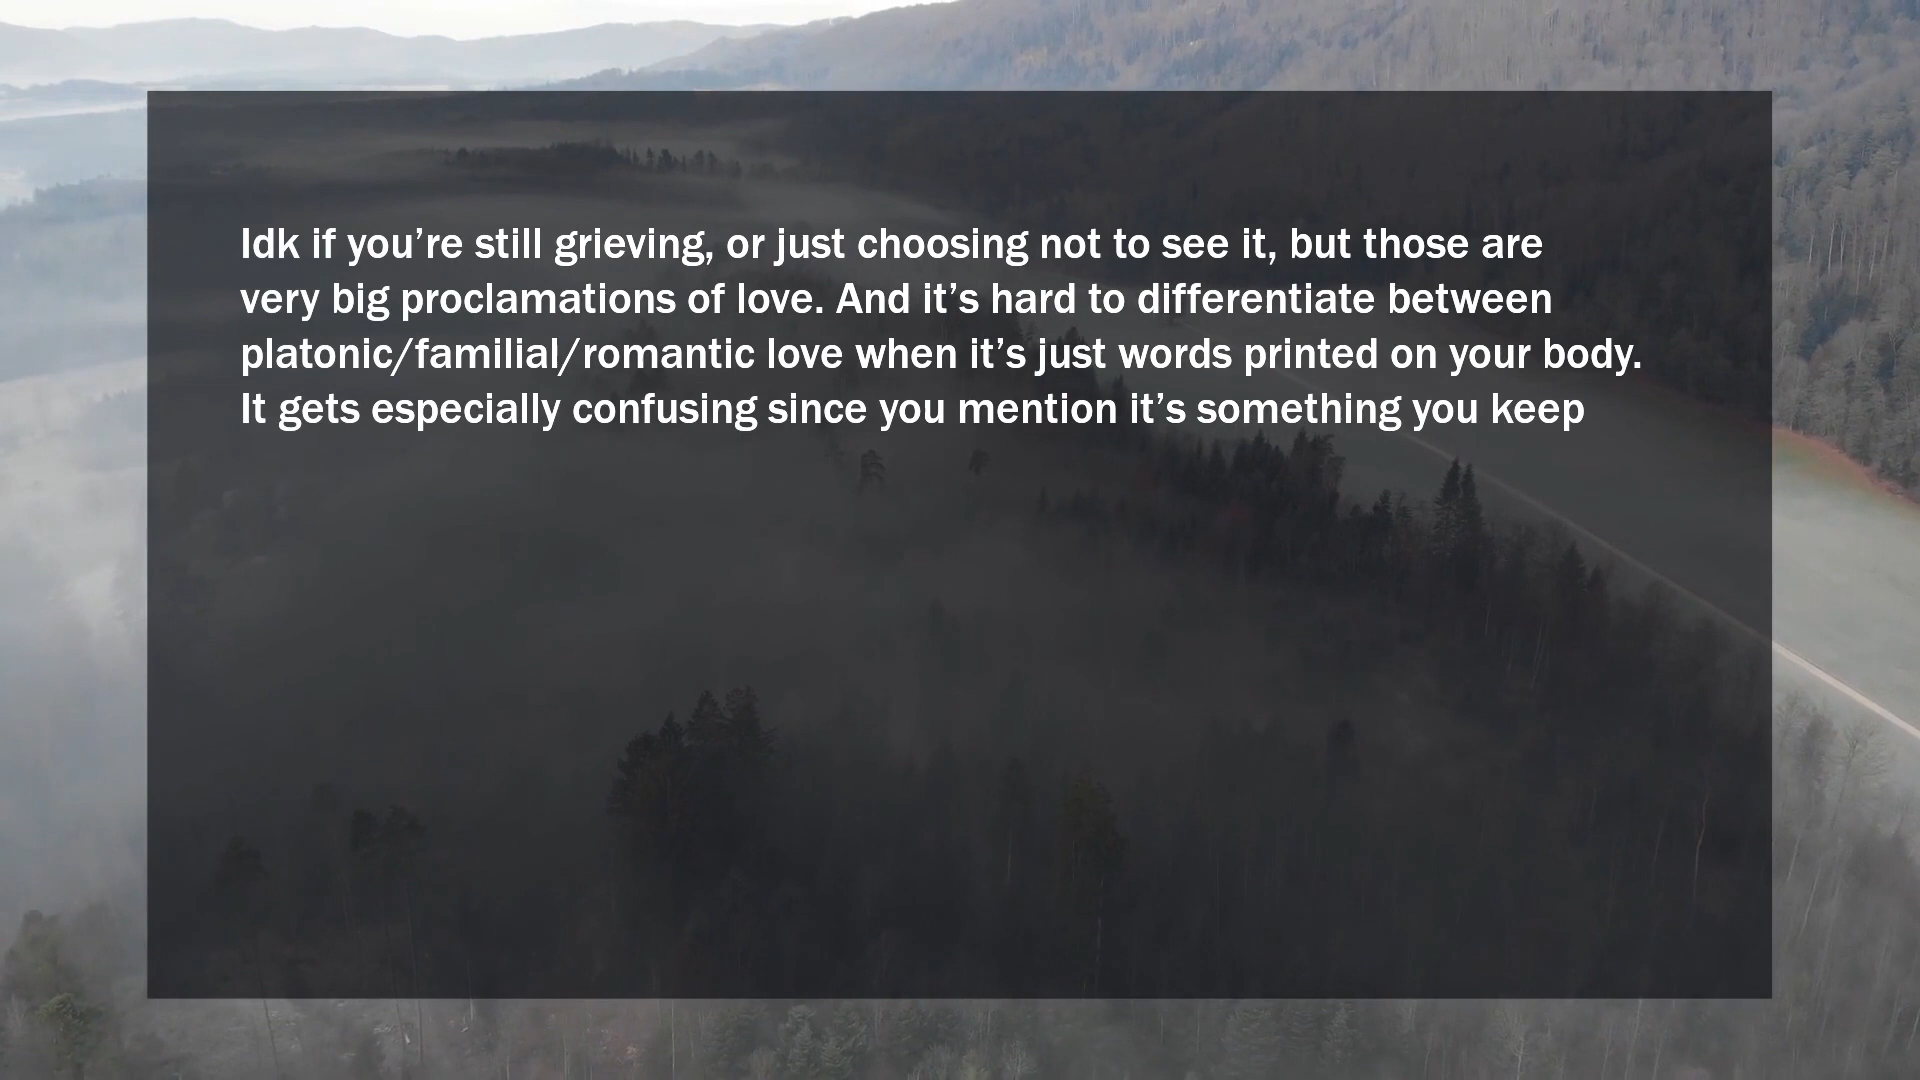 Idk if you’re still grieving, or just choosing not to see it, but those are
very big proclamations of love. And it’s hard to differentiate between
platonic/familial/romantic love when it’s just words printed on your body.
It gets especially confusing since you mention it’s something you keep